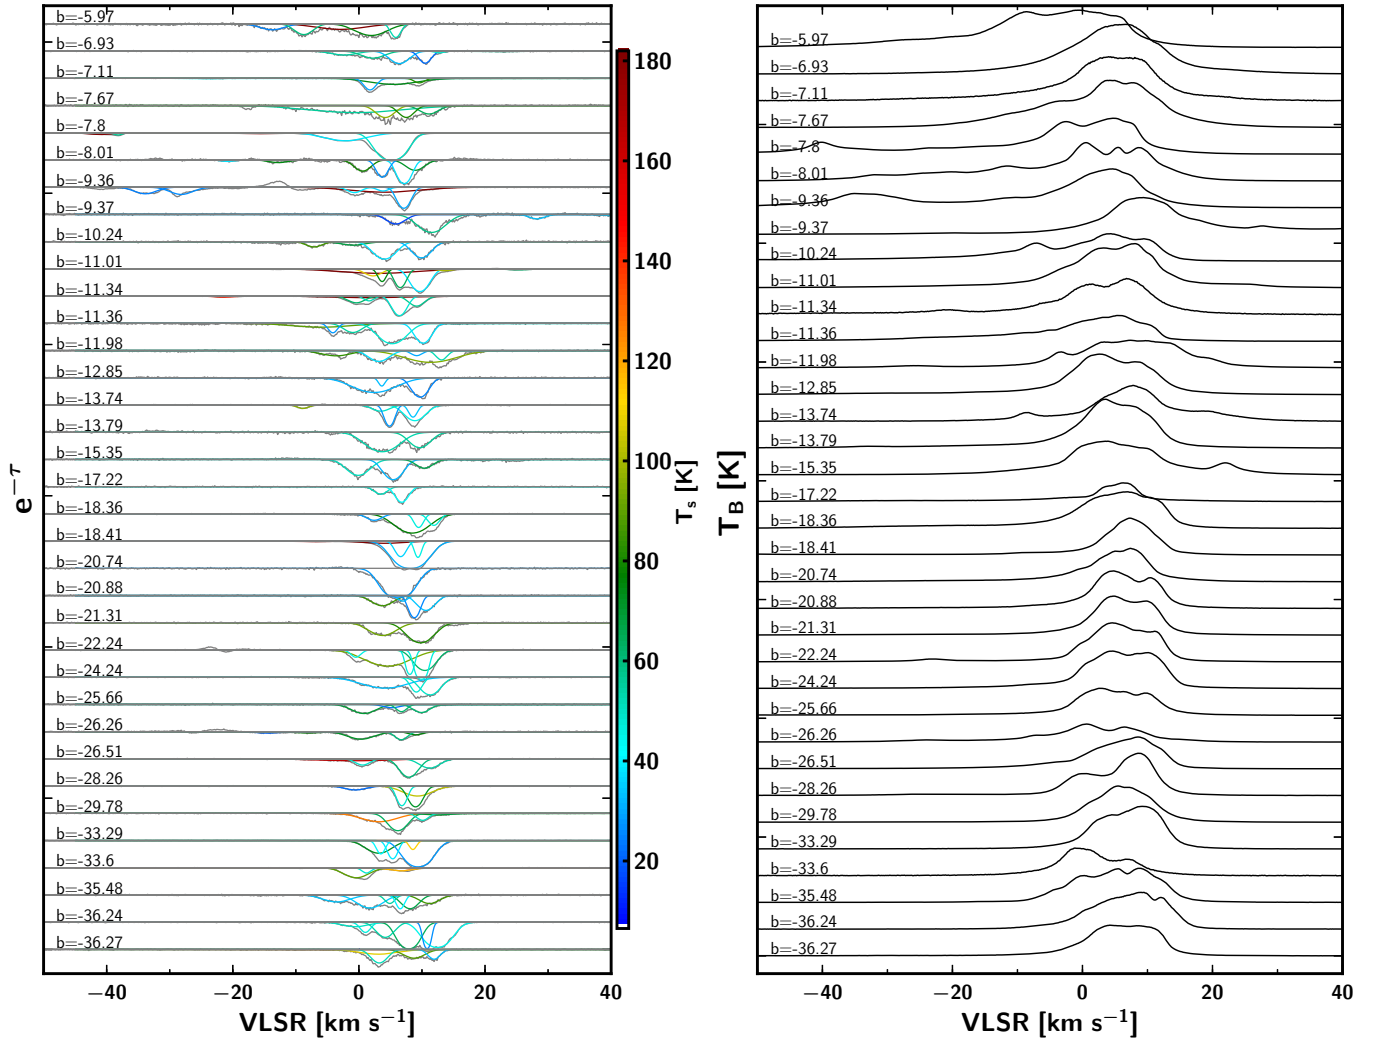 b=-5.97
b=-6.93
b=-7.11
b=-7.67
b=-7.8
b=-8.01
b=-9.36
b=-9.37
b=-10.24
b=-11.01
b=-11.34
b=-11.36
b=-11.98
b=-12.85
b=-13.74
b=-13.79
b=-15.35
b=-17.22
b=-18.36
b=-18.41
b=-20.74
b=-20.88
b=-21.31
b=-22.24
b=-24.24
b=-25.66
b=-26.26
b=-26.51
b=-28.26
b=-29.78
b=-33.29
b=-33.6
b=-35.48
b=-36.24
b=-36.27
e^{−τ}
−40 −20 0 20 40
VLSR [km s⁻¹]
180
160
140
120
100
80
60
40
20
T_s [K]
b=-5.97
b=-6.93
b=-7.11
b=-7.67
b=-7.8
b=-8.01
b=-9.36
b=-9.37
b=-10.24
b=-11.01
b=-11.34
b=-11.36
b=-11.98
b=-12.85
b=-13.74
b=-13.79
b=-15.35
b=-17.22
b=-18.36
b=-18.41
b=-20.74
b=-20.88
b=-21.31
b=-22.24
b=-24.24
b=-25.66
b=-26.26
b=-26.51
b=-28.26
b=-29.78
b=-33.29
b=-33.6
b=-35.48
b=-36.24
b=-36.27
T_B [K]
−40 −20 0 20 40
VLSR [km s⁻¹]